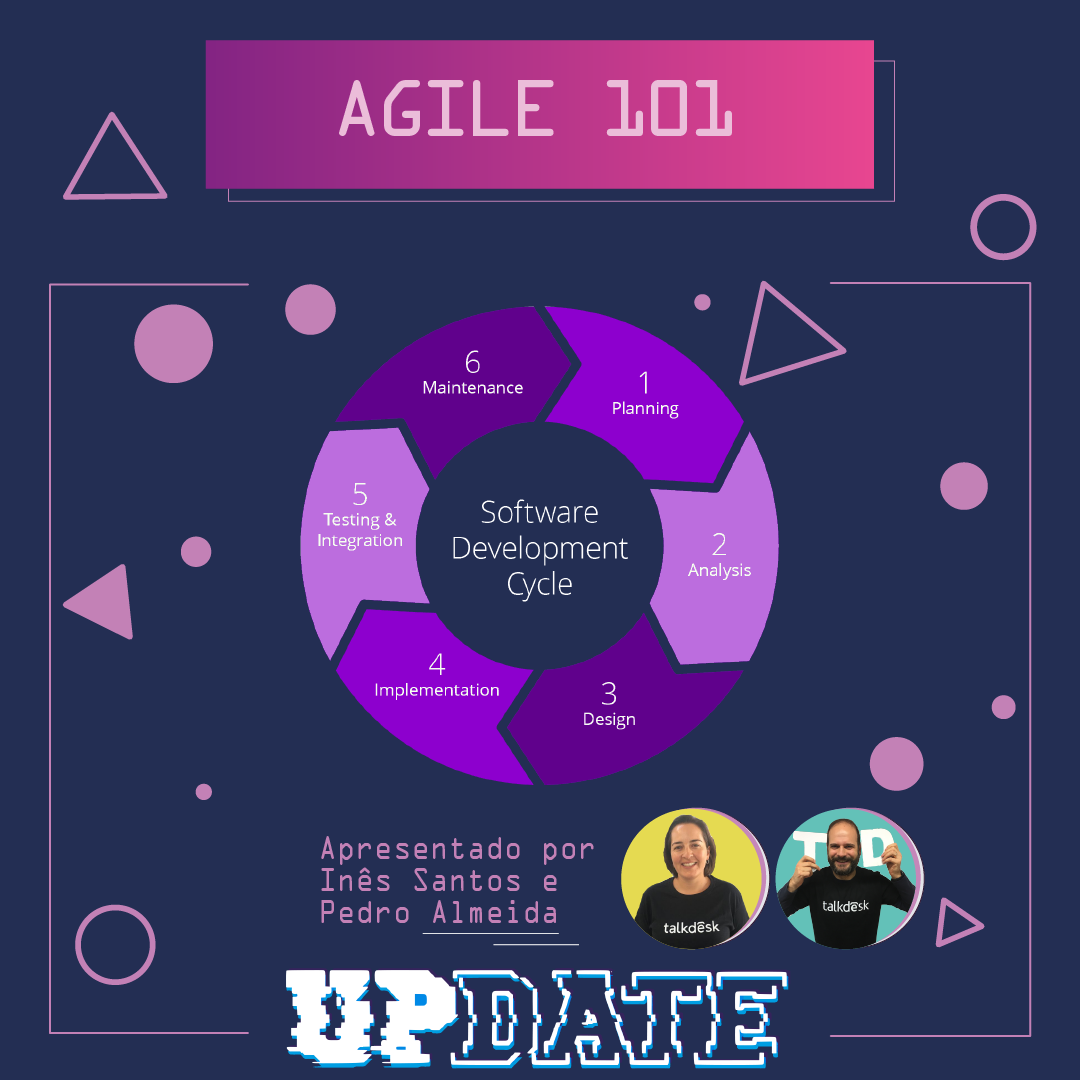 AGILE 101
6
Maintenance
1
Planning
5
Testing &
Integration
Software
Development
Cycle
2
Analysis
4
Implementation
3
Design
Apresentado por
Inês Santos e
Pedro Almeida
talkdesk
T D
talkdesk
UPDATE